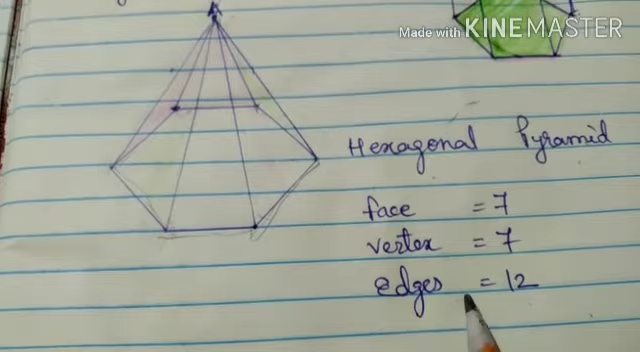 Made with KINEMASTER
Hexagonal Pyramid
face = 7
vertex = 7
Edges = 12